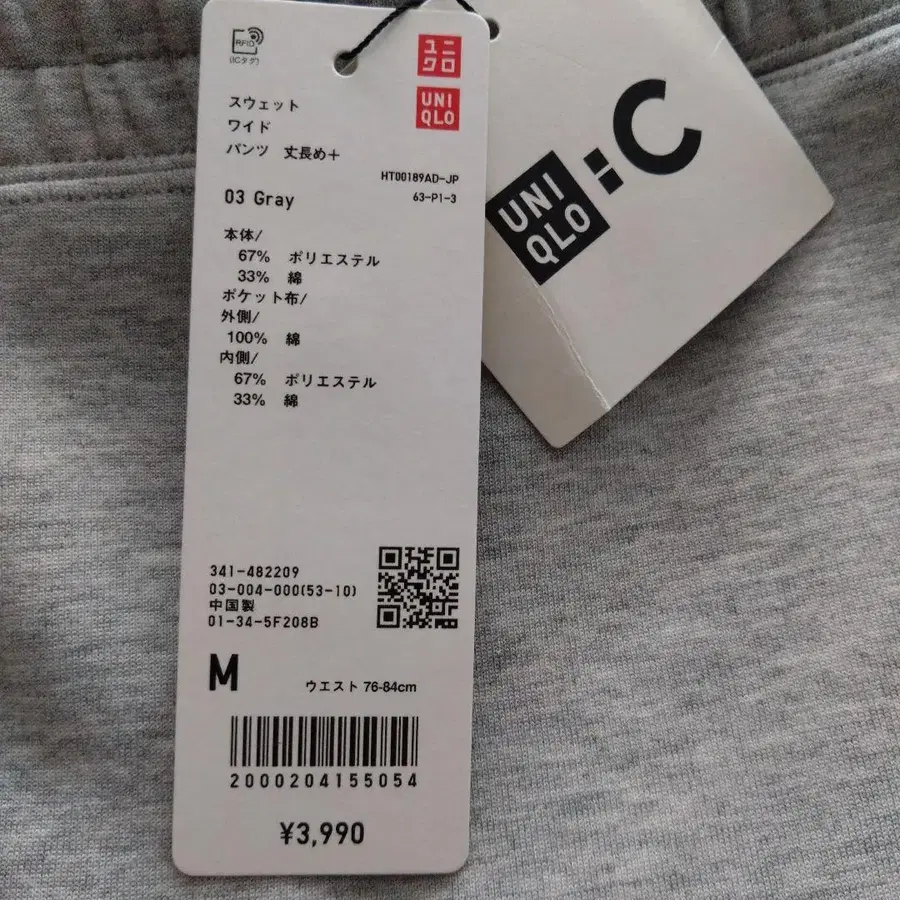 RFID
(ICタグ)
ユニ
クロ
UNI
QLO
スウェット
ワイド
パンツ 丈長め+
HT00189AD-JP
63-P1-3
03 Gray
本体/
67% ポリエステル
33% 綿
ポケット布/
外側/
100% 綿
内側/
67% ポリエステル
33% 綿
341-482209
03-004-000(53-10)
中国製
01-34-5F208B
M
ウエスト 76-84cm
2000204155054
¥3,990
UNI
QLO
:C